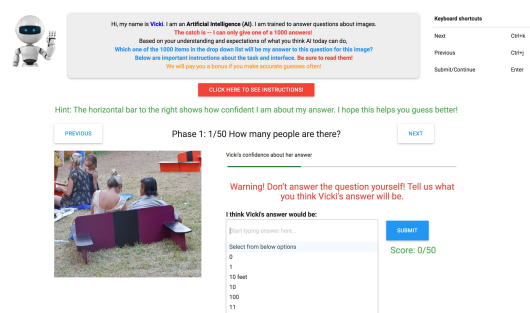 Hi, my name is Vicki. I am an Artificial Intelligence (AI). I am trained to answer questions about images.
The catch is -- I can only give one of a 1000 answers!
Based on your understanding and expectations of what you think AI today can do,
Which one of the 1000 items in the drop down list will be my answer to this question for this image?
Below are important instructions about the task and interface. Be sure to read them!
We will pay you a bonus if you make accurate guesses often!
Keyboard shortcuts
Next Ctrl+k
Previous Ctrl+j
Submit/Continue Enter
CLICK HERE TO SEE INSTRUCTIONS!
Hint: The horizontal bar to the right shows how confident I am about my answer. I hope this helps you guess better!
PREVIOUS
Phase 1: 1/50 How many people are there?
NEXT
Vicki's confidence about her answer
Warning! Don't answer the question yourself! Tell us what
you think Vicki's answer will be.
I think Vicki's answer would be:
Start typing answer here...
SUBMIT
Select from below options
Score: 0/50
0
1
10 feet
10
100
11